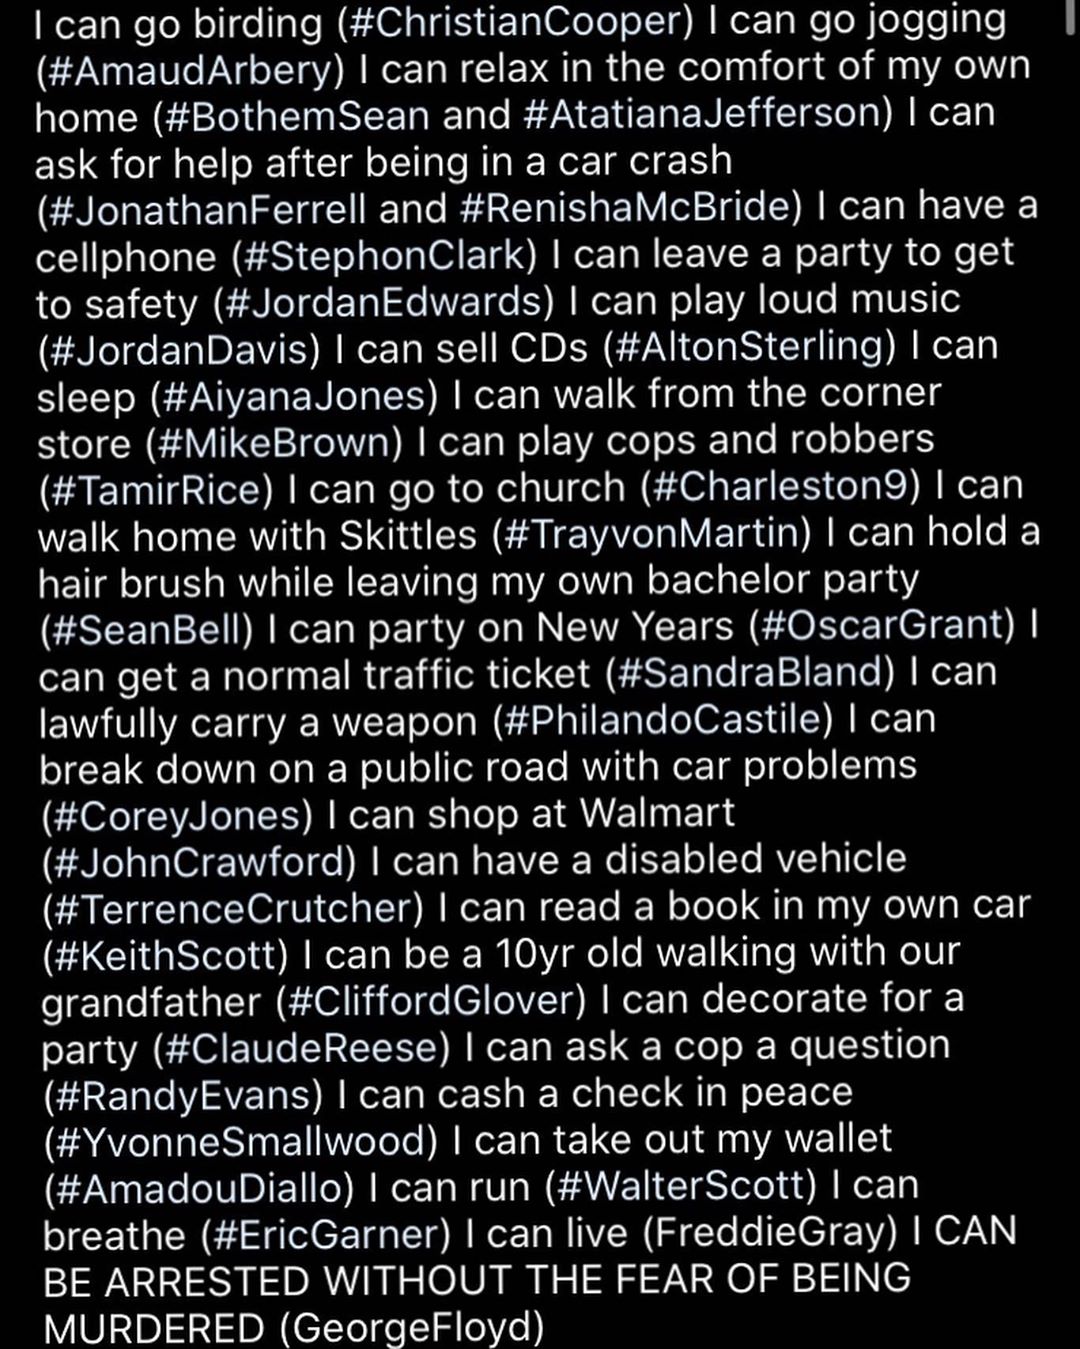 I can go birding (#ChristianCooper) I can go jogging
(#AmaudArbery) I can relax in the comfort of my own
home (#BothemSean and #AtatianaJefferson) I can
ask for help after being in a car crash
(#JonathanFerrell and #RenishaMcBride) I can have a
cellphone (#StephonClark) I can leave a party to get
to safety (#JordanEdwards) I can play loud music
(#JordanDavis) I can sell CDs (#AltonSterling) I can
sleep (#AiyanaJones) I can walk from the corner
store (#MikeBrown) I can play cops and robbers
(#TamirRice) I can go to church (#Charleston9) I can
walk home with Skittles (#TrayvonMartin) I can hold a
hair brush while leaving my own bachelor party
(#SeanBell) I can party on New Years (#OscarGrant) I
can get a normal traffic ticket (#SandraBland) I can
lawfully carry a weapon (#PhilandoCastile) I can
break down on a public road with car problems
(#CoreyJones) I can shop at Walmart
(#JohnCrawford) I can have a disabled vehicle
(#TerrenceCrutcher) I can read a book in my own car
(#KeithScott) I can be a 10yr old walking with our
grandfather (#CliffordGlover) I can decorate for a
party (#ClaudeReese) I can ask a cop a question
(#RandyEvans) I can cash a check in peace
(#YvonneSmallwood) I can take out my wallet
(#AmadouDiallo) I can run (#WalterScott) I can
breathe (#EricGarner) I can live (FreddieGray) I CAN
BE ARRESTED WITHOUT THE FEAR OF BEING
MURDERED (GeorgeFloyd)